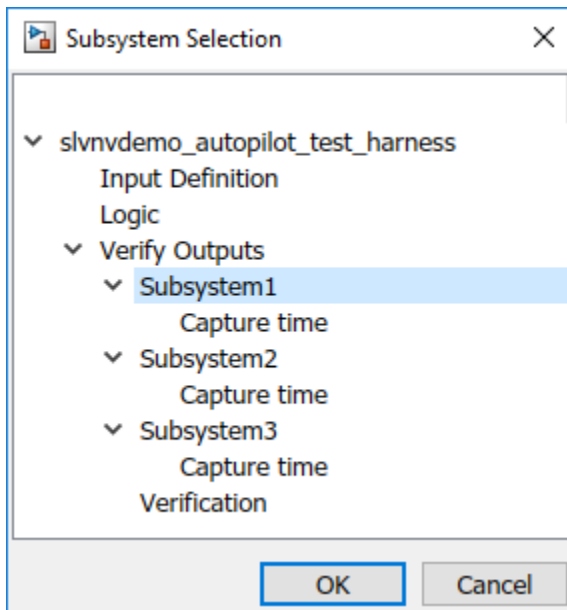 Subsystem Selection
slvnvdemo_autopilot_test_harness
Input Definition
Logic
Verify Outputs
Subsystem1
Capture time
Subsystem2
Capture time
Subsystem3
Capture time
Verification
OK Cancel